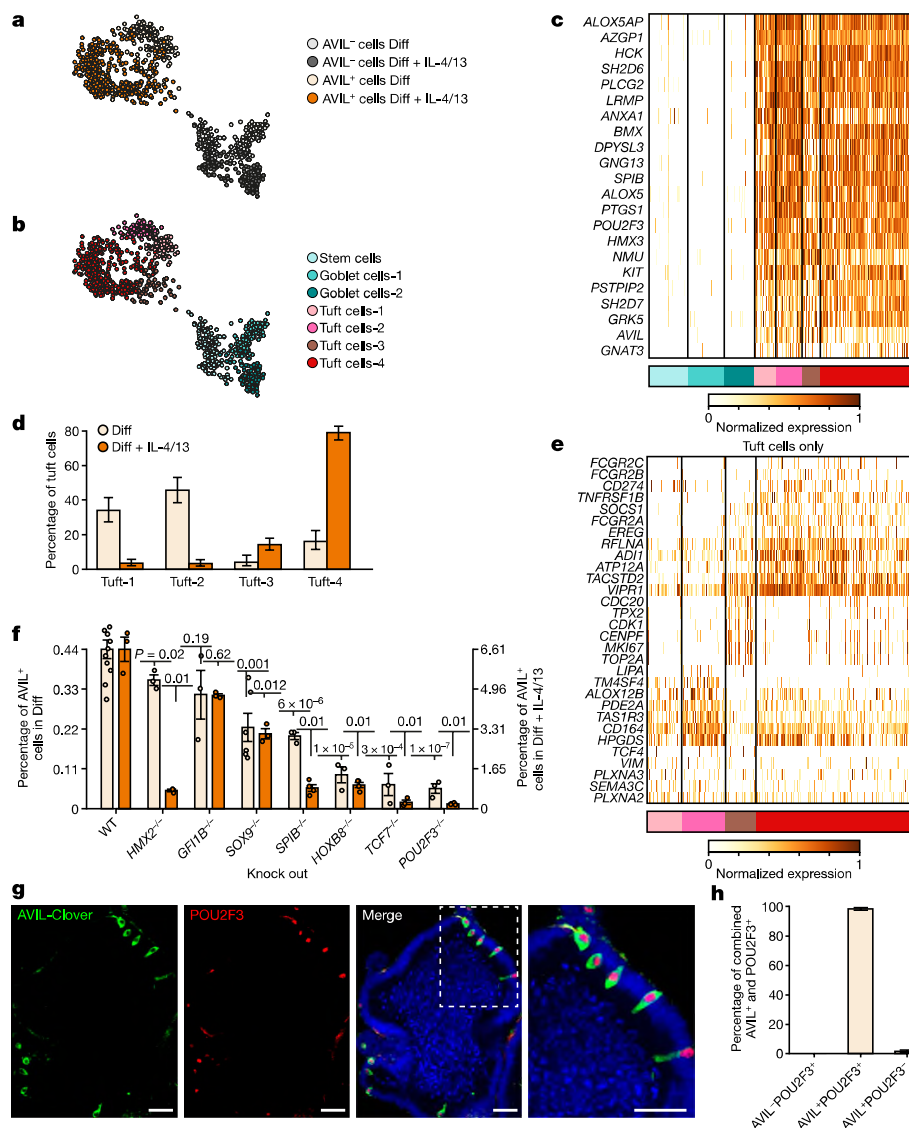 a
AVIL⁻ cells Diff
AVIL⁻ cells Diff + IL-4/13
AVIL⁺ cells Diff
AVIL⁺ cells Diff + IL-4/13
b
Stem cells
Goblet cells-1
Goblet cells-2
Tuft cells-1
Tuft cells-2
Tuft cells-3
Tuft cells-4
c
ALOX5AP
AZGP1
HCK
SH2D6
PLCG2
LRMP
ANXA1
BMX
DPYSL3
GNG13
SPIB
ALOX5
PTGS1
POU2F3
HMX3
NMU
KIT
PSTPIP2
SH2D7
GRK5
AVIL
GNAT3
0 1
Normalized expression
d
Diff
Diff + IL-4/13
Percentage of tuft cells
80
60
40
20
0
Tuft-1 Tuft-2 Tuft-3 Tuft-4
e
Tuft cells only
FCGR2C
FCGR2B
CD274
TNFRSF1B
SOCS1
FCGR2A
EREG
RFLNA
ADI1
ATP12A
TACSTD2
VIPR1
CDC20
TPX2
CDK1
CENPF
MKI67
TOP2A
LIPA
TM4SF4
ALOX12B
PDE2A
TAS1R3
CD164
HPGDS
TCF4
VIM
PLXNA3
SEMA3C
PLXNA2
0 1
Normalized expression
f
Percentage of AVIL⁺
cells in Diff
0.44
0.33
0.22
0.11
0
P = 0.02
0.01
0.19
0.62
0.001
0.012
6 × 10⁻⁶
0.01
1 × 10⁻⁵
0.01
3 × 10⁻⁴
0.01
1 × 10⁻⁷
0.01
6.61
4.96
3.31
1.65
0
Percentage of AVIL⁺
cells in Diff + IL-4/13
WT
HMX2⁻/⁻
GFI1B⁻/⁻
SOX9⁻/⁻
SPIB⁻/⁻
HOXB8⁻/⁻
TCF7⁻/⁻
POU2F3⁻/⁻
Knock out
g
AVIL-Clover
POU2F3
Merge
h
Percentage of combined
AVIL⁺ and POU2F3⁺
100
80
60
40
20
0
AVIL⁻POU2F3⁺
AVIL⁺POU2F3⁺
AVIL⁺POU2F3⁻